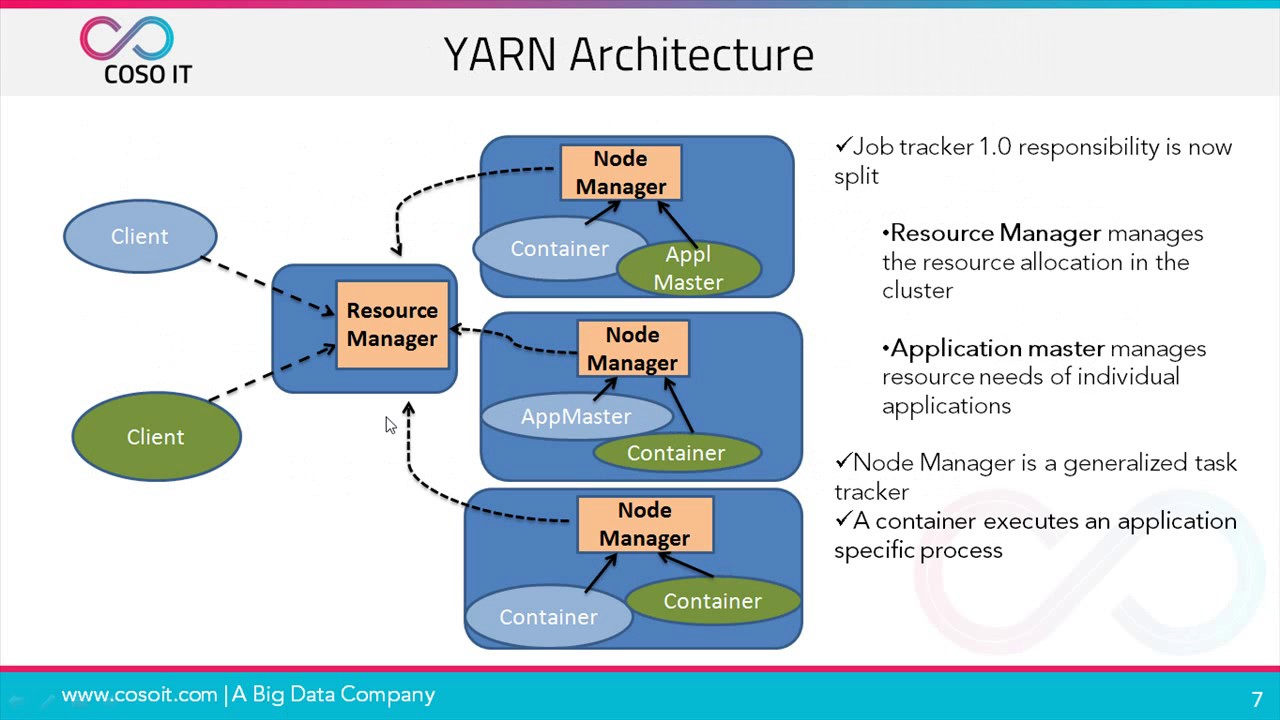 COSO IT
YARN Architecture
Client
Client
Resource
Manager
Node
Manager
Container
Appl
Master
Node
Manager
AppMaster
Container
Node
Manager
Container
Container
✓Job tracker 1.0 responsibility is now
split
•Resource Manager manages
the resource allocation in the
cluster
•Application master manages
resource needs of individual
applications
✓Node Manager is a generalized task
tracker
✓A container executes an application
specific process
www.cosoit.com | A Big Data Company
7